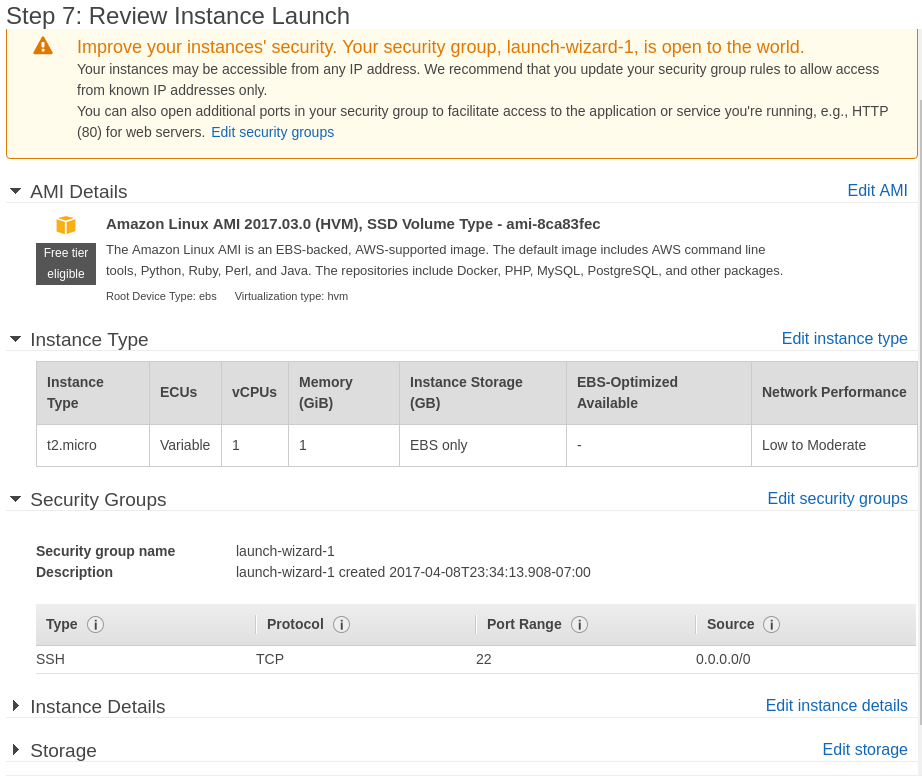 Step 7: Review Instance Launch
Improve your instances' security. Your security group, launch-wizard-1, is open to the world.
Your instances may be accessible from any IP address. We recommend that you update your security group rules to allow access
from known IP addresses only.
You can also open additional ports in your security group to facilitate access to the application or service you're running, e.g., HTTP
(80) for web servers. Edit security groups
AMI Details Edit AMI
Amazon Linux AMI 2017.03.0 (HVM), SSD Volume Type - ami-8ca83fec
Free tier
eligible
The Amazon Linux AMI is an EBS-backed, AWS-supported image. The default image includes AWS command line
tools, Python, Ruby, Perl, and Java. The repositories include Docker, PHP, MySQL, PostgreSQL, and other packages.
Root Device Type: ebs Virtualization type: hvm
Instance Type Edit instance type
Instance Type ECUs vCPUs Memory (GiB) Instance Storage (GB) EBS-Optimized Available Network Performance
t2.micro Variable 1 1 EBS only - Low to Moderate
Security Groups Edit security groups
Security group name launch-wizard-1
Description launch-wizard-1 created 2017-04-08T23:34:13.908-07:00
Type Protocol Port Range Source
SSH TCP 22 0.0.0.0/0
Instance Details Edit instance details
Storage Edit storage